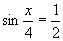 sin x/4 = 1/2